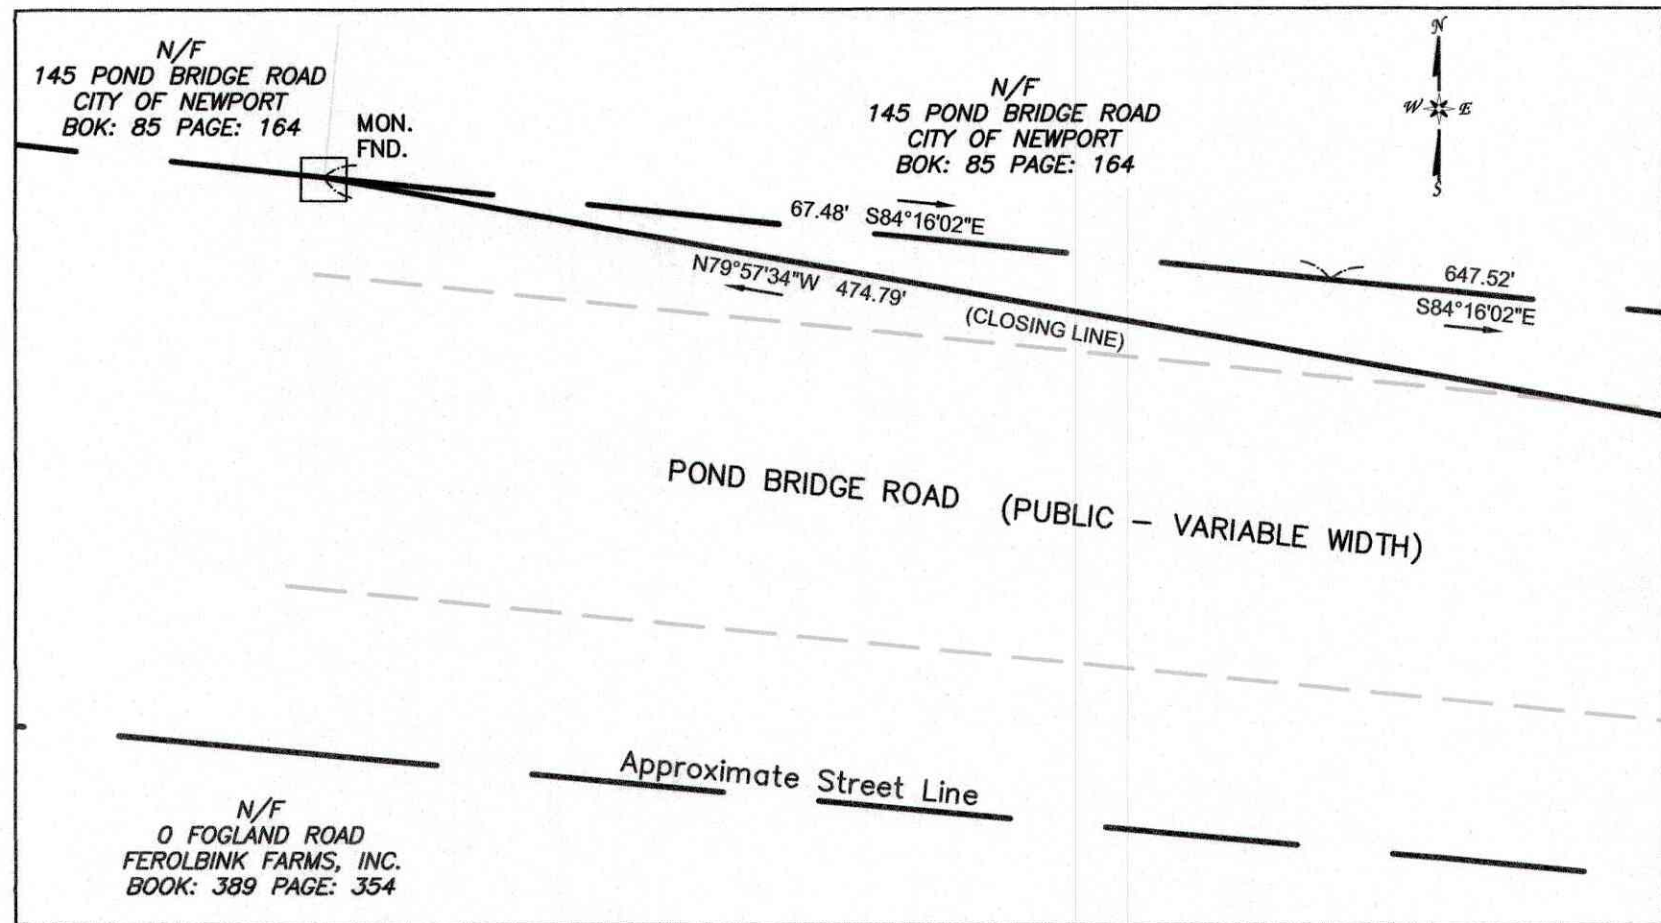 N/F
145 POND BRIDGE ROAD
CITY OF NEWPORT
BOK: 85 PAGE: 164
MON.
FND.
N/F
145 POND BRIDGE ROAD
CITY OF NEWPORT
BOK: 85 PAGE: 164
N
W E
S
67.48' S84°16'02"E
647.52'
S84°16'02"E
N79°57'34"W 474.79'
(CLOSING LINE)
POND BRIDGE ROAD (PUBLIC – VARIABLE WIDTH)
Approximate Street Line
N/F
0 FOGLAND ROAD
FEROLBINK FARMS, INC.
BOOK: 389 PAGE: 354